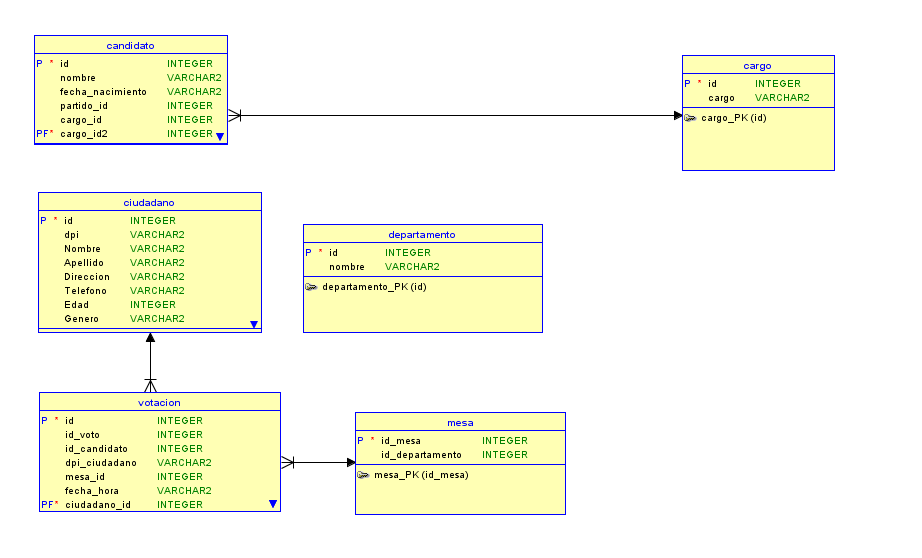 candidato
P * id INTEGER
nombre VARCHAR2
fecha_nacimiento VARCHAR2
partido_id INTEGER
cargo_id INTEGER
PF* cargo_id2 INTEGER
cargo
P * id INTEGER
cargo VARCHAR2
cargo_PK (id)
ciudadano
P * id INTEGER
dpi VARCHAR2
Nombre VARCHAR2
Apellido VARCHAR2
Direccion VARCHAR2
Telefono VARCHAR2
Edad INTEGER
Genero VARCHAR2
departamento
P * id INTEGER
nombre VARCHAR2
departamento_PK (id)
votacion
P * id INTEGER
id_voto INTEGER
id_candidato INTEGER
dpi_ciudadano VARCHAR2
mesa_id INTEGER
fecha_hora VARCHAR2
PF* ciudadano_id INTEGER
mesa
P * id_mesa INTEGER
id_departamento INTEGER
mesa_PK (id_mesa)